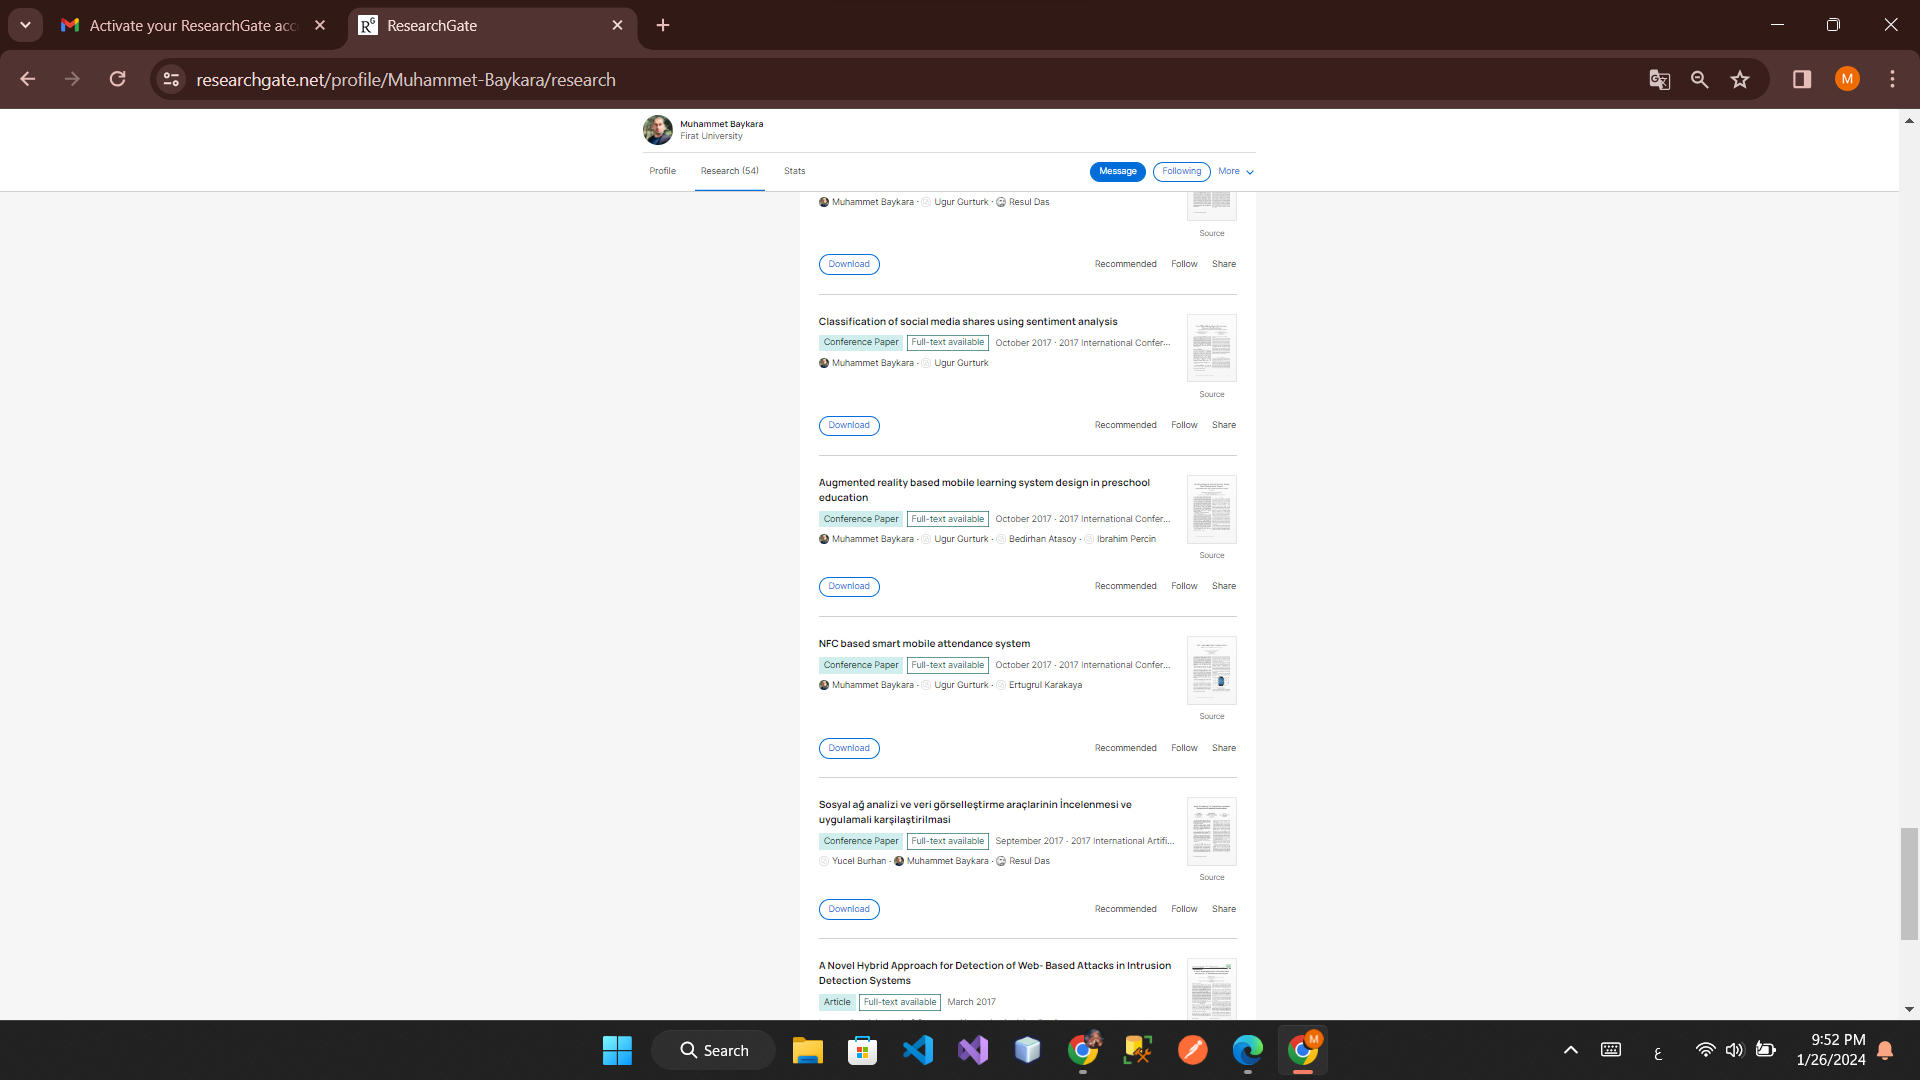 Activate your ResearchGate acc
ResearchGate
researchgate.net/profile/Muhammet-Baykara/research
M
Muhammet Baykara
Firat University
Profile
Research (54)
Stats
Message
Following
More
Muhammet Baykara · Ugur Gurturk · Resul Das
Source
Download
Recommended Follow Share
Classification of social media shares using sentiment analysis
Conference Paper Full-text available October 2017 · 2017 International Confer...
Muhammet Baykara · Ugur Gurturk
Source
Download
Recommended Follow Share
Augmented reality based mobile learning system design in preschool
education
Conference Paper Full-text available October 2017 · 2017 International Confer...
Muhammet Baykara · Ugur Gurturk · Bedirhan Atasoy · Ibrahim Percin
Source
Download
Recommended Follow Share
NFC based smart mobile attendance system
Conference Paper Full-text available October 2017 · 2017 International Confer...
Muhammet Baykara · Ugur Gurturk · Ertugrul Karakaya
Source
Download
Recommended Follow Share
Sosyal ağ analizi ve veri görselleştirme araçlarinin İncelenmesi ve
uygulamali karşilaştirilmasi
Conference Paper Full-text available September 2017 · 2017 International Artifi...
Yucel Burhan · Muhammet Baykara · Resul Das
Source
Download
Recommended Follow Share
A Novel Hybrid Approach for Detection of Web- Based Attacks in Intrusion
Detection Systems
Article Full-text available March 2017
Search
M
ع
9:52 PM
1/26/2024